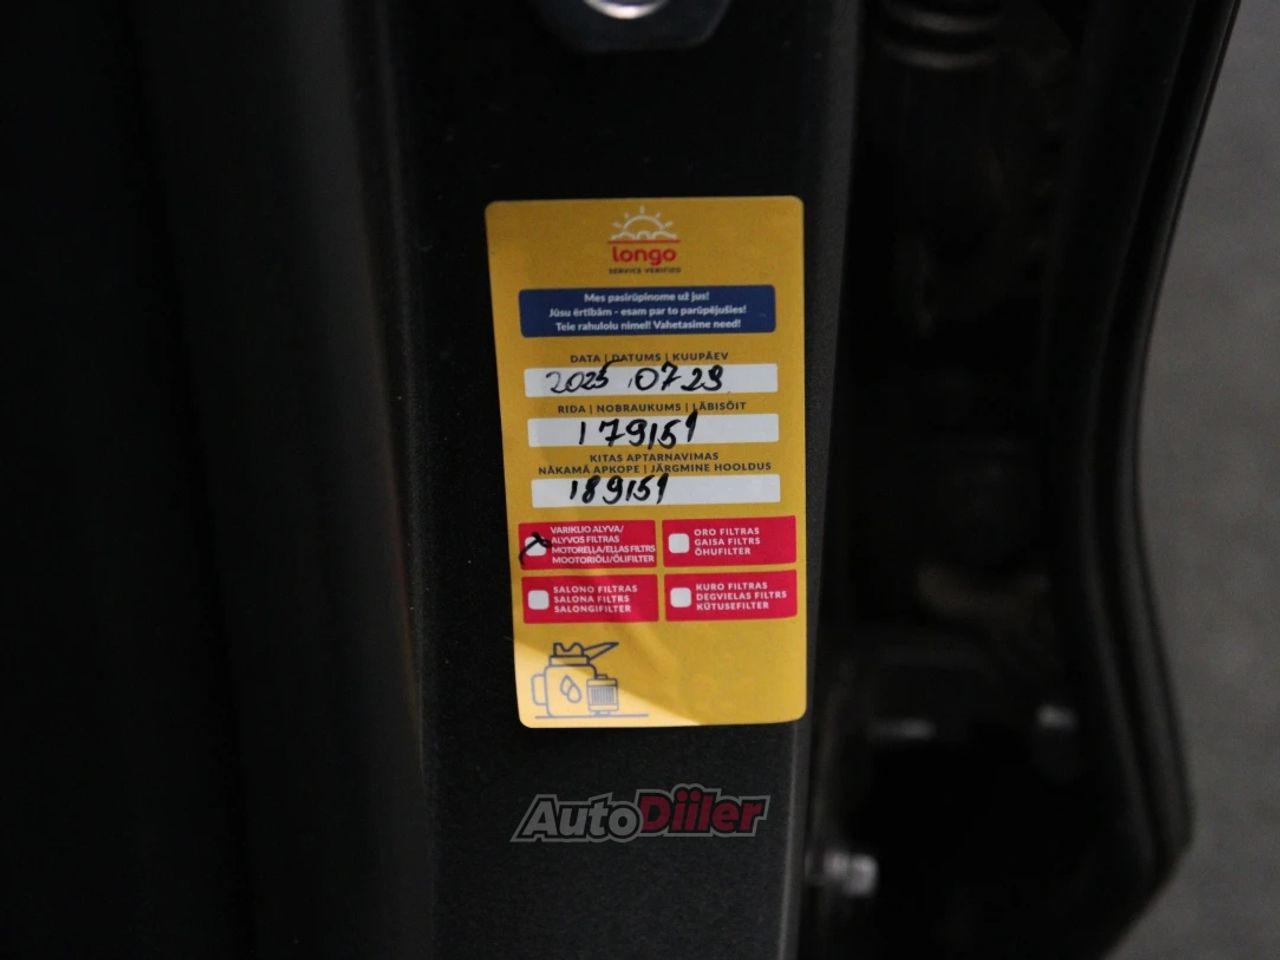 longo
SERVICE VERIFIED
Mes pasirūpinome už jus!
Jūsu ērtībām - esam par to parūpējušies!
Teie rahulolu nimel! Vahetasime need!
DATA | DATUMS | KUUPÄEV
2025.07 29
RIDA | NOBRAUKUMS | LÄBISÕIT
179151
KITAS APTARNAVIMAS
NĀKAMĀ APKOPE | JÄRGMINE HOOLDUS
189151
VARIKLIO ALYVA/
ALYVOS FILTRAS
MOTOREĻĻA/EĻĻAS FILTRS
MOOTORIÕLI/ÕLIFILTER
ORO FILTRAS
GAISA FILTRS
ÕHUFILTER
SALONO FILTRAS
SALONA FILTRS
SALONGIFILTER
KURO FILTRAS
DEGVIELAS FILTRS
KÜTUSEFILTER
AutoDiiler